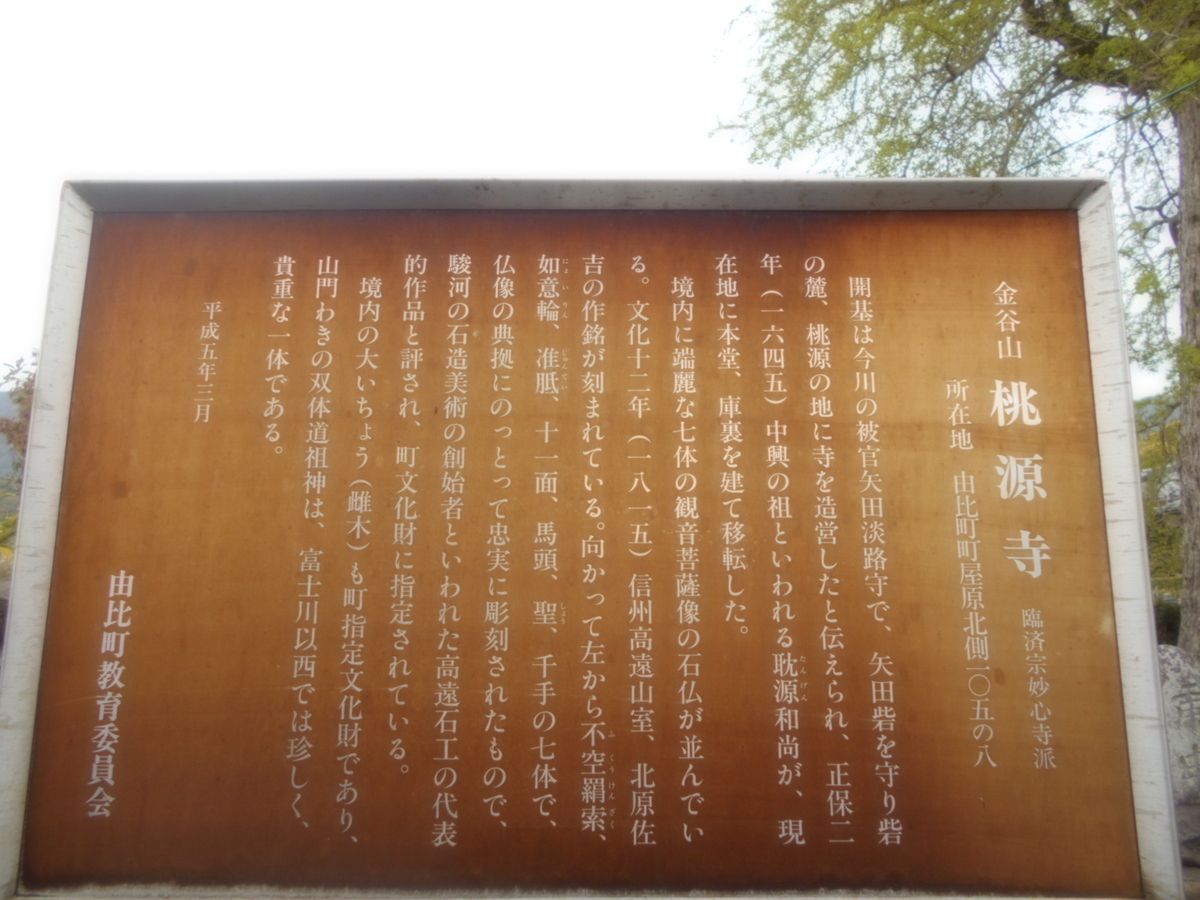 金谷山 桃源寺 臨済宗妙心寺派
所在地 由比町町屋原北側一〇五の八
開基は今川の被官矢田淡路守で、矢田砦を守り砦
の麓、桃源の地に寺を造営したと伝えられ、正保二
年(一六四五)中興の祖といわれる耽源和尚が、現
在地に本堂、庫裏を建て移転した。
境内に端麗な七体の観音菩薩像の石仏が並んでい
る。文化十二年(一八一五)信州高遠山室、北原佐
吉の作銘が刻まれている。向かって左から不空羂索、
如意輪、准胝、十一面、馬頭、聖、千手の七体で、
仏像の典拠にのっとって忠実に彫刻されたもので、
駿河の石造美術の創始者といわれた高遠石工の代表
的作品と評され、町文化財に指定されている。
境内の大いちょう(雌木)も町指定文化財であり、
山門わきの双体道祖神は、富士川以西では珍しく、
貴重な一体である。
平成五年三月
由比町教育委員会